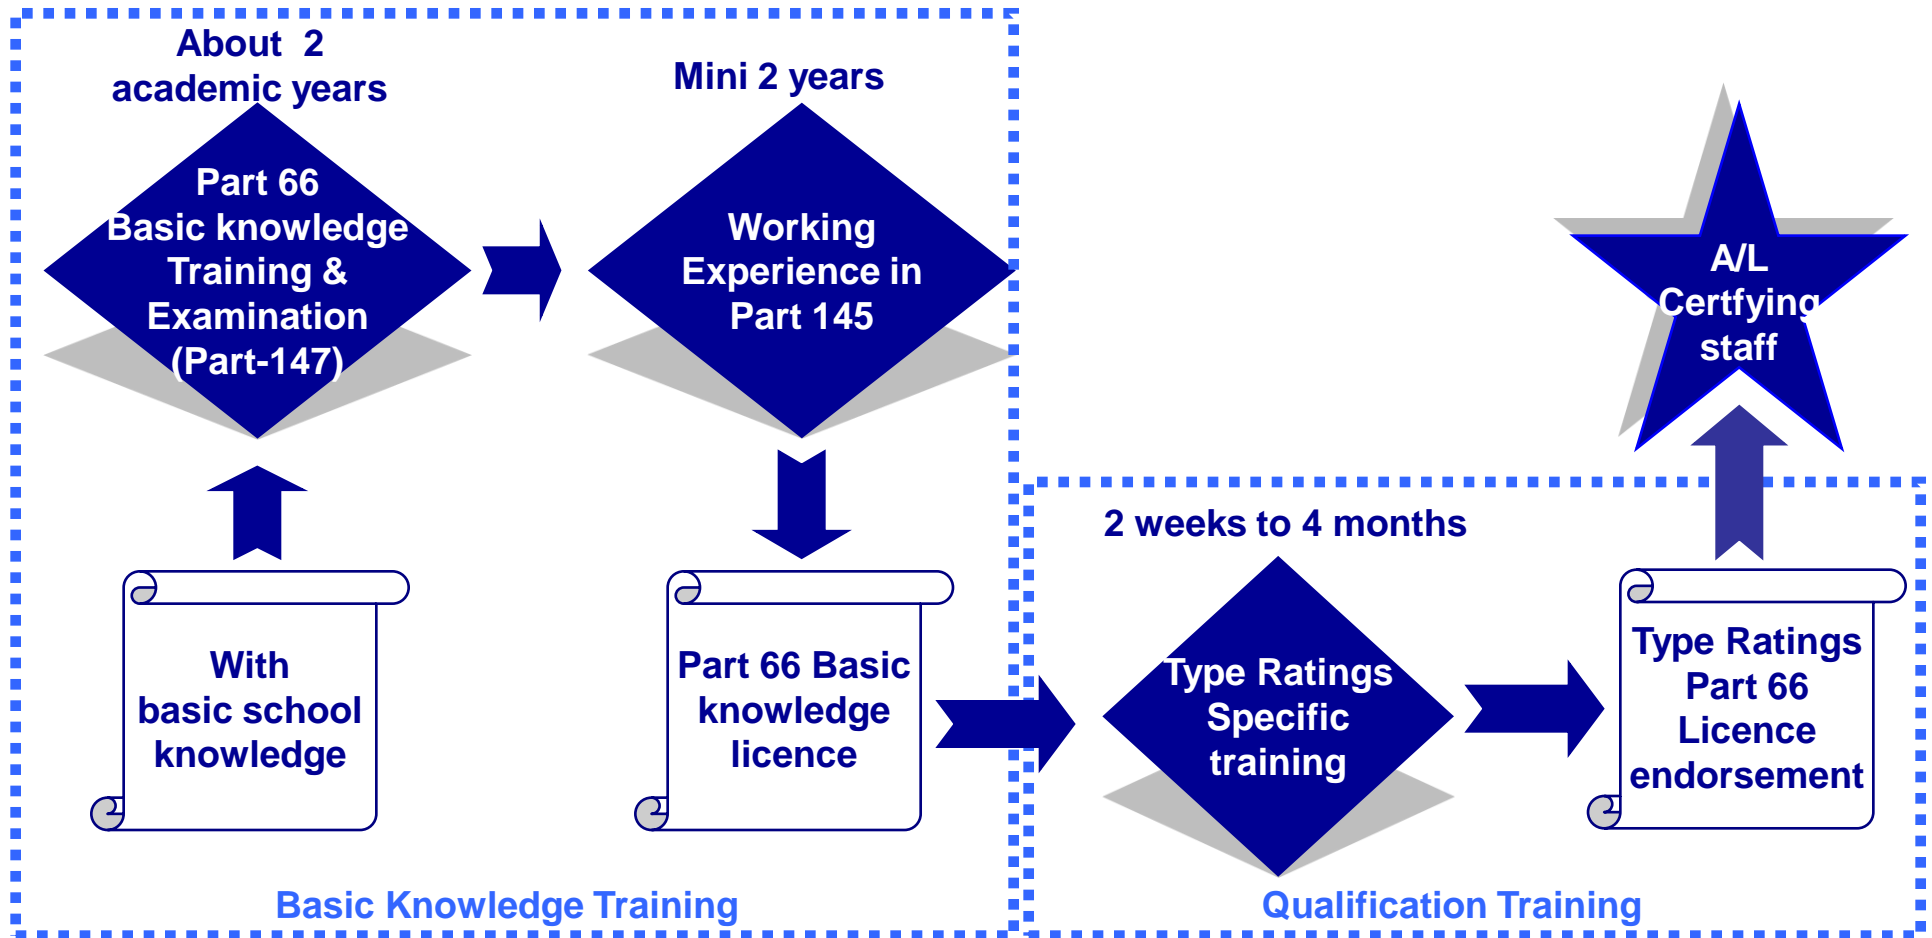 About 2
academic years
Part 66
Basic knowledge
Training &
Examination
(Part-147)
With
basic school
knowledge
Mini 2 years
Working
Experience in
Part 145
Part 66 Basic
knowledge
licence
Basic Knowledge Training
2 weeks to 4 months
Type Ratings
Specific
training
Type Ratings
Part 66
Licence
endorsement
Qualification Training
A/L
Certfying
staff